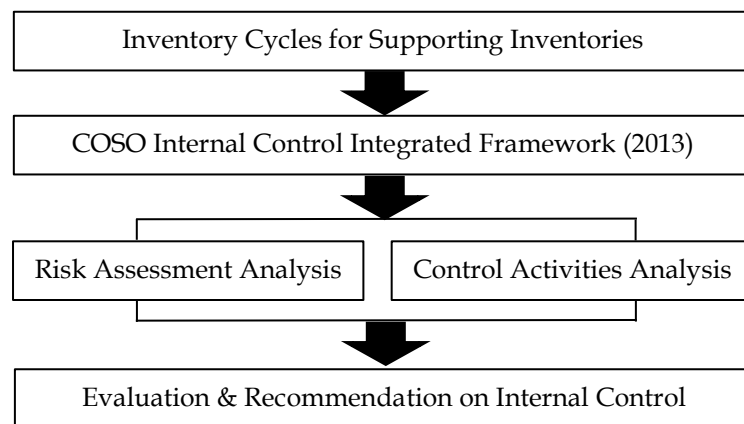 Inventory Cycles for Supporting Inventories
COSO Internal Control Integrated Framework (2013)
Risk Assessment Analysis
Control Activities Analysis
Evaluation & Recommendation on Internal Control